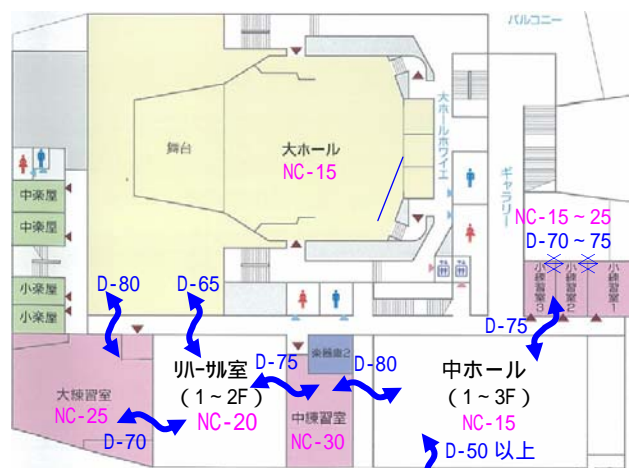 バルコニー
大ホール
NC-15
舞台
大ホールホワイエ
ギャラリー
中楽屋
中楽屋
小楽屋
小楽屋
NC-15～25
D-70～75
小練習室3
小練習室2
小練習室1
D-80
D-65
D-75
リハーサル室
(1～2F)
NC-20
D-75
楽器庫2
D-80
中ホール
(1～3F)
NC-15
大練習室
NC-25
D-70
中練習室
NC-30
D-50 以上